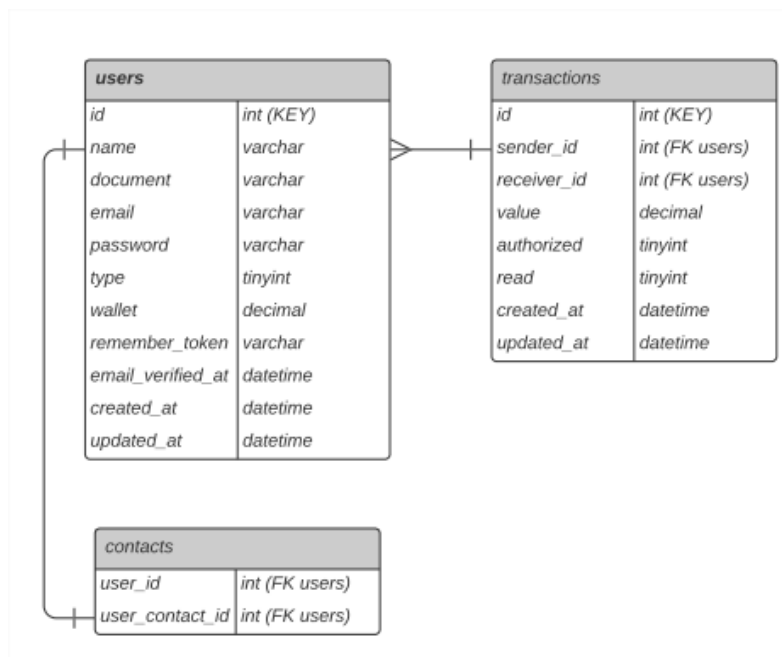 users
id int (KEY)
name varchar
document varchar
email varchar
password varchar
type tinyint
wallet decimal
remember_token varchar
email_verified_at datetime
created_at datetime
updated_at datetime
transactions
id int (KEY)
sender_id int (FK users)
receiver_id int (FK users)
value decimal
authorized tinyint
read tinyint
created_at datetime
updated_at datetime
contacts
user_id int (FK users)
user_contact_id int (FK users)